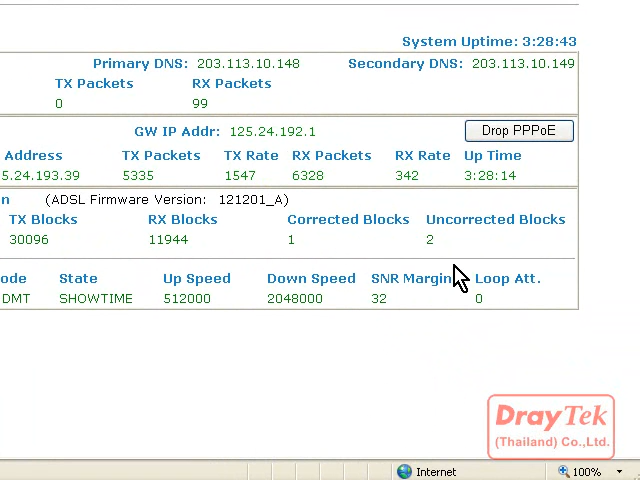 System Uptime: 3:28:43
Primary DNS: 203.113.10.148 Secondary DNS: 203.113.10.149
TX Packets RX Packets
0 99
GW IP Addr: 125.24.192.1 Drop PPPoE
Address TX Packets TX Rate RX Packets RX Rate Up Time
5.24.193.39 5335 1547 6328 342 3:28:14
n (ADSL Firmware Version: 121201_A)
TX Blocks RX Blocks Corrected Blocks Uncorrected Blocks
30096 11944 1 2
ode State Up Speed Down Speed SNR Margin Loop Att.
DMT SHOWTIME 512000 2048000 32 0
DrayTek
(Thailand) Co.,Ltd.
Internet 100%